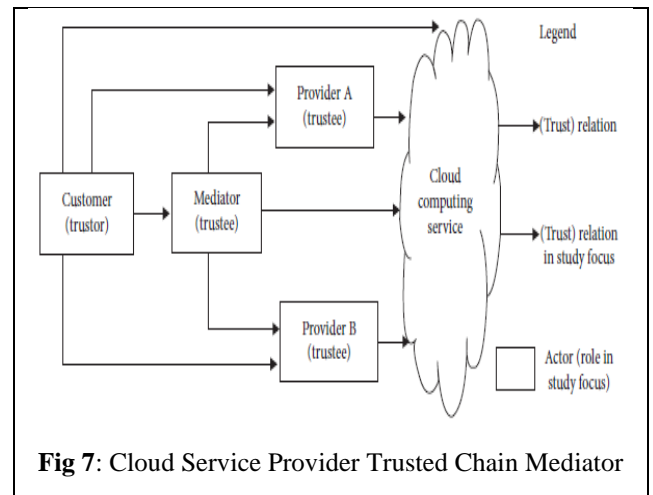 Legend
Provider A
(trustee)
(Trust) relation
Customer
(trustor)
Mediator
(trustee)
Cloud
computing
service
(Trust) relation
in study focus
Provider B
(trustee)
Actor (role in
study focus)
Fig 7: Cloud Service Provider Trusted Chain Mediator